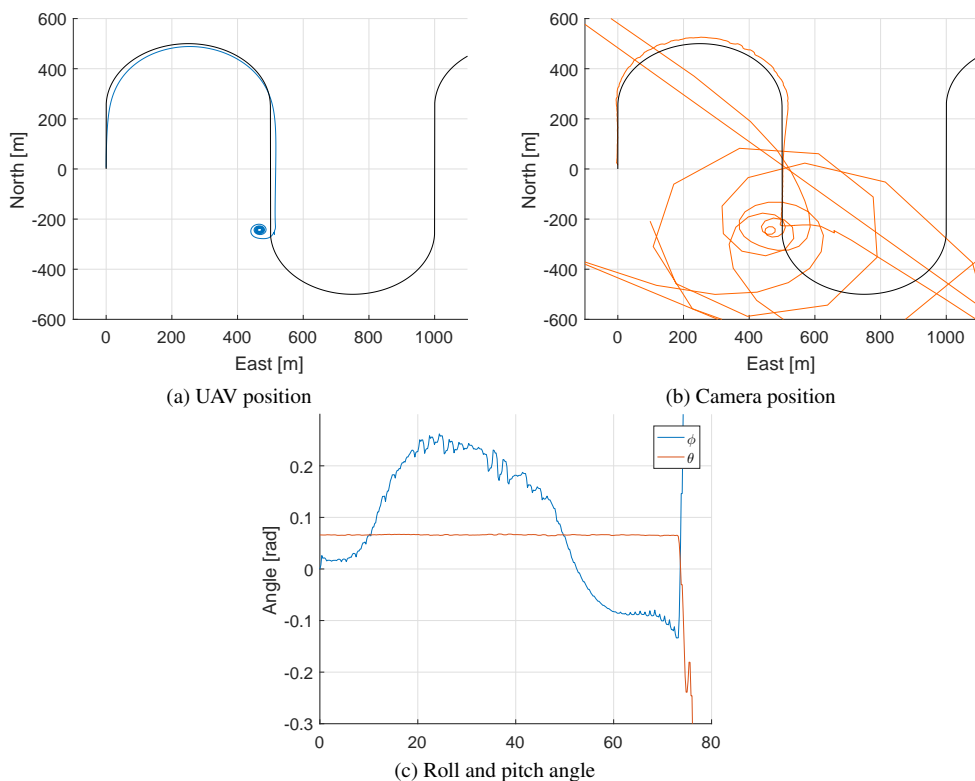 600
400
200
0
-200
-400
-600
North [m]
0 200 400 600 800 1000
East [m]
(a) UAV position
600
400
200
0
-200
-400
-600
North [m]
0 200 400 600 800 1000
East [m]
(b) Camera position
0.2
0.1
0
-0.1
-0.2
-0.3
Angle [rad]
ϕ
θ
0 20 40 60 80
(c) Roll and pitch angle